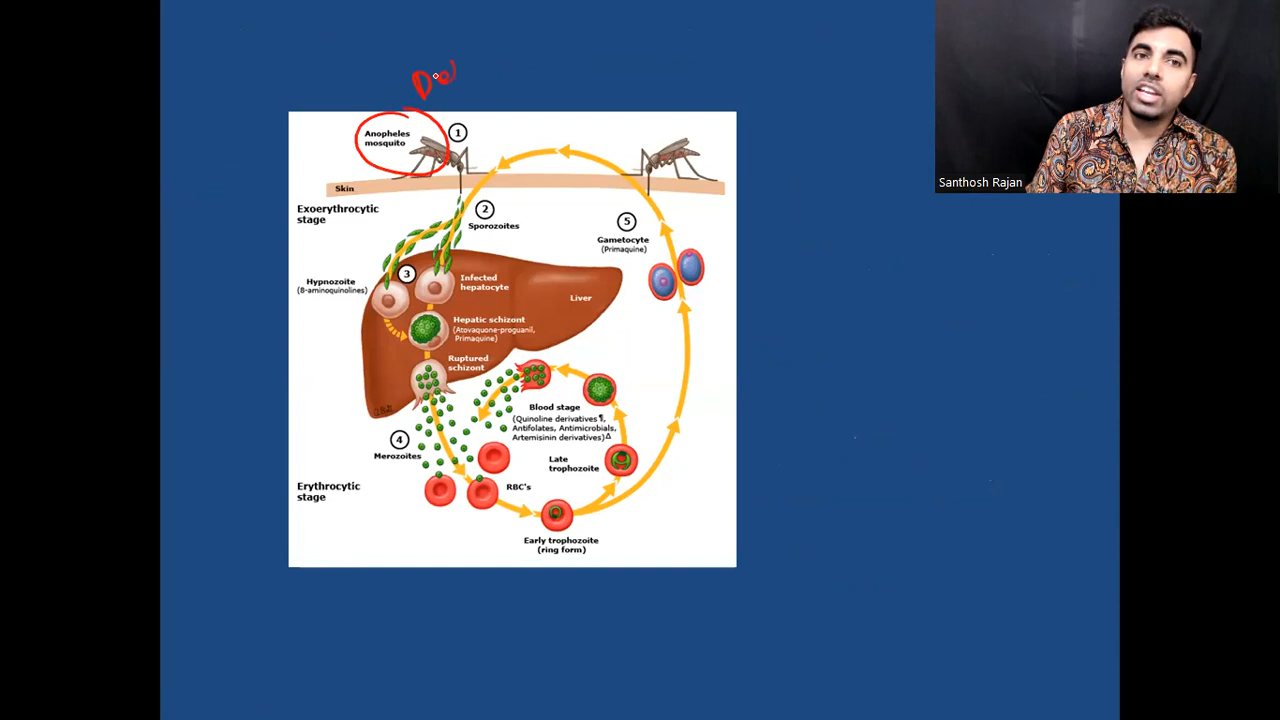 De
Anopheles
mosquito
1
Skin
Exoerythrocytic
stage
2
Sporozoites
5
Gametocyte
(Primaquine)
3
Hypnozoite
(8-aminoquinolines)
Infected
hepatocyte
Liver
Hepatic schizont
(Atovaquone-proguanil,
Primaquine)
Ruptured
schizont
Blood stage
(Quinoline derivatives ¶,
Antifolates, Antimicrobials,
Artemisinin derivatives)Δ
4
Merozoites
Late
trophozoite
Erythrocytic
stage
RBC's
Early trophozoite
(ring form)
Santhosh Rajan